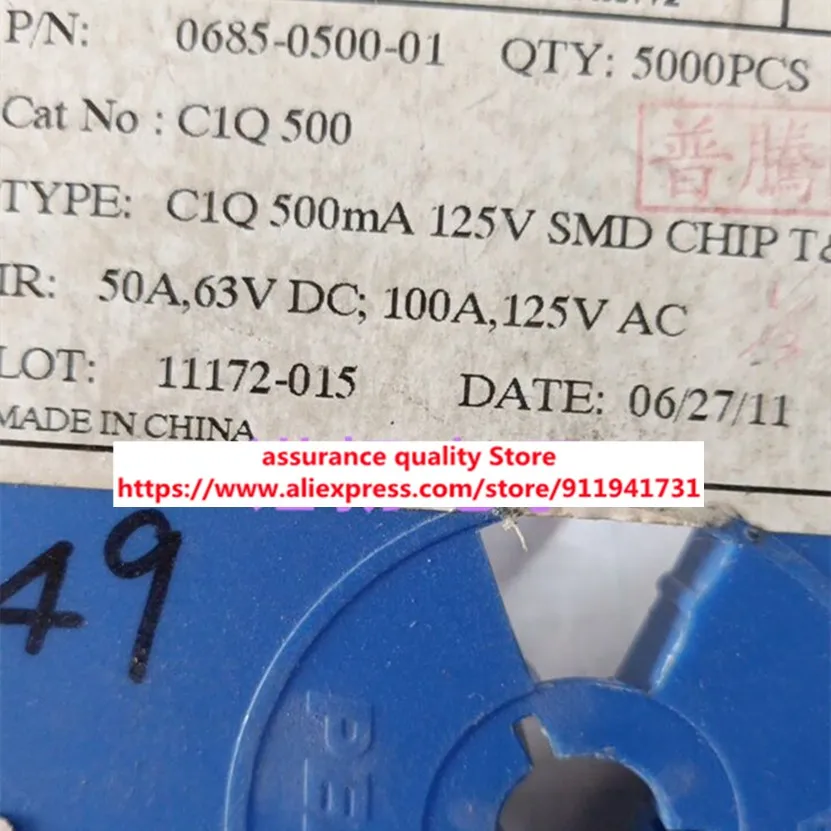 P/N: 0685-0500-01 QTY: 5000PCS
Cat No : C1Q 500
普騰
TYPE: C1Q 500mA 125V SMD CHIP T&
IR: 50A,63V DC; 100A,125V AC
LOT: 11172-015 DATE: 06/27/11
MADE IN CHINA
assurance quality Store
https://www.aliexpress.com/store/911941731
49
PE